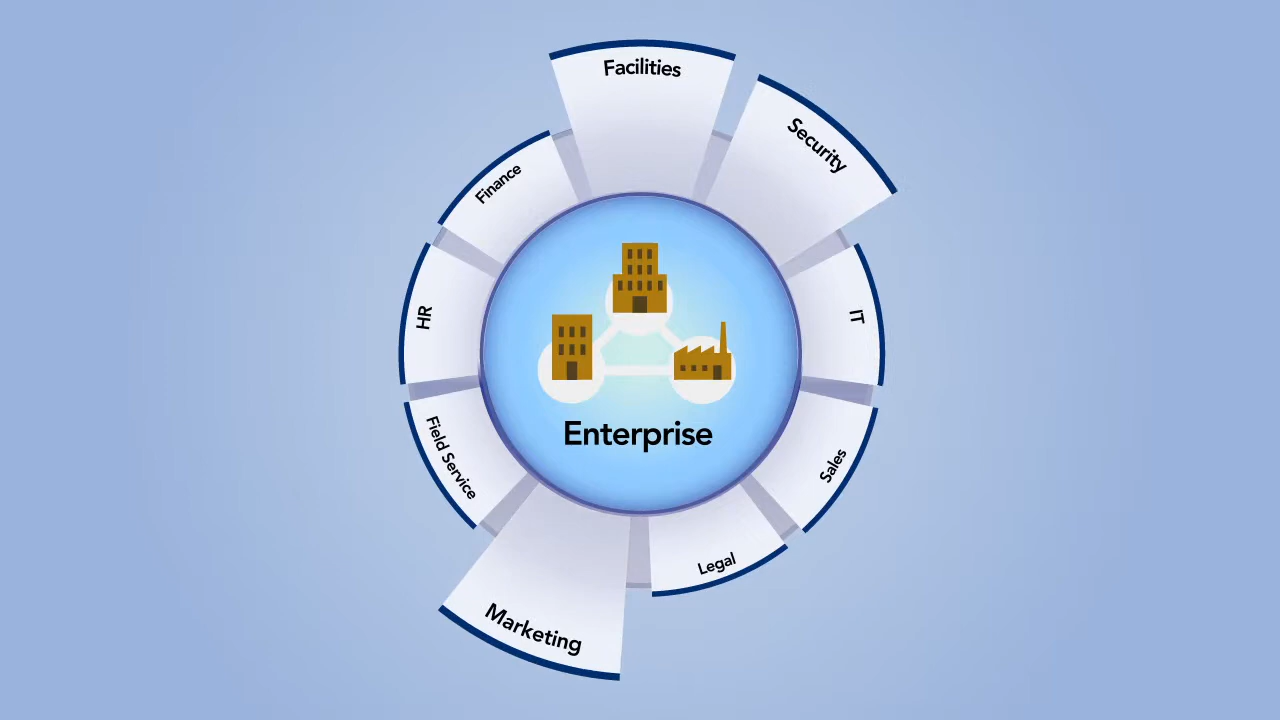 Facilities
Security
Finance
HR
IT
Enterprise
Field Service
Sales
Legal
Marketing